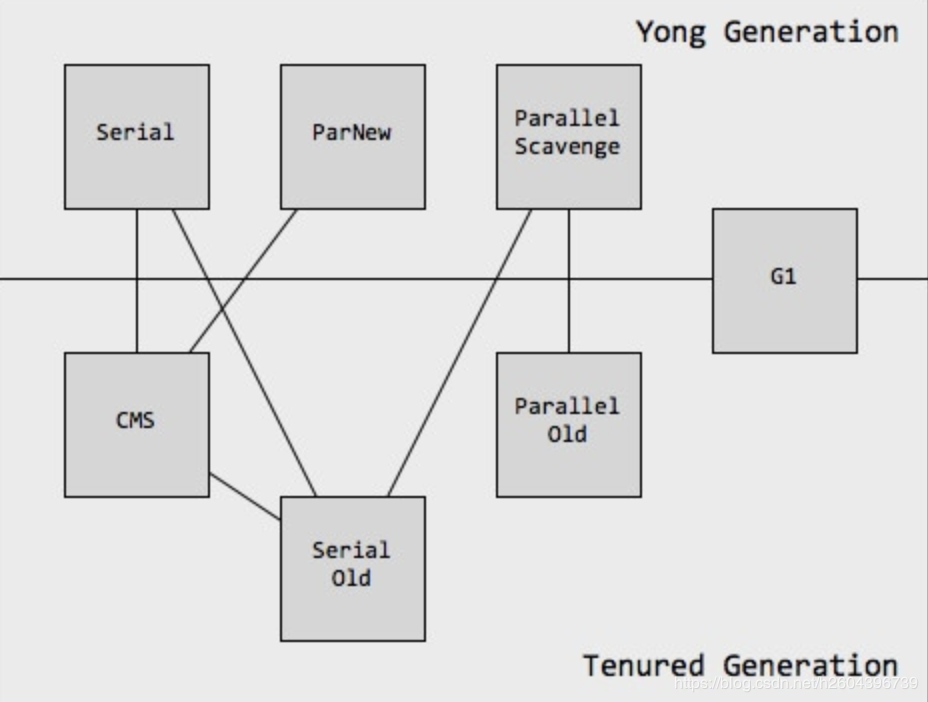 Yong Generation
Serial
ParNew
Parallel
Scavenge
G1
CMS
Parallel
Old
Serial
Old
Tenured Generation
https://blog.csdn.net/h2604396739